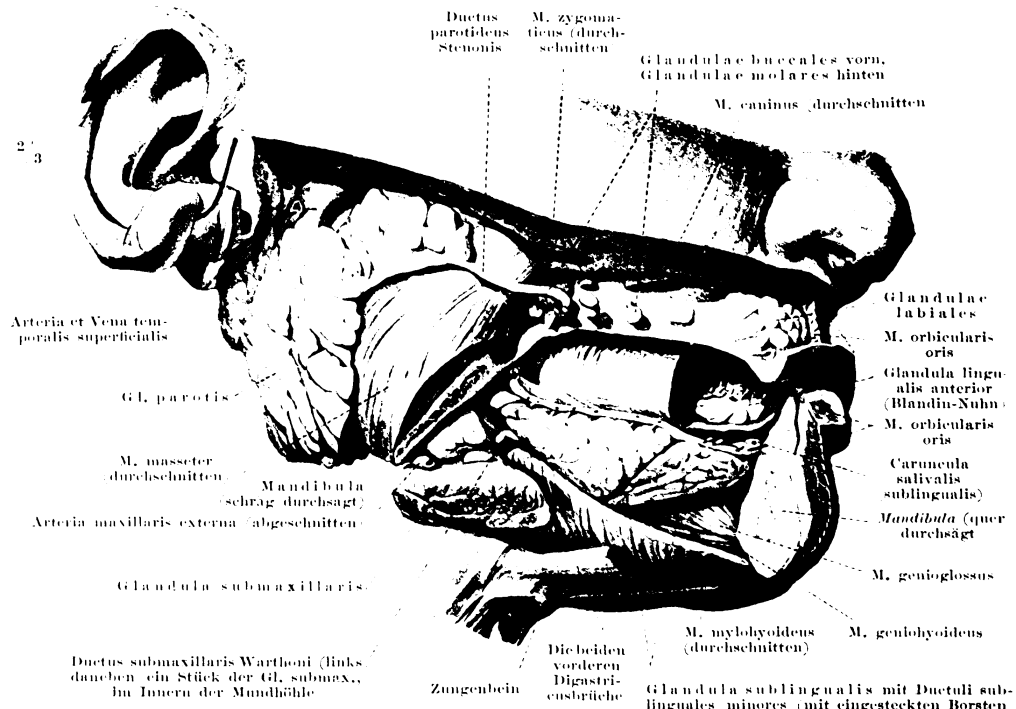 Ductus
parotideus
Stenonis
M. zygoma-
ticus (durch-
schnitten
Glandulae buccales vorn,
Glandulae molares hinten
M. caninus durchschnitten
2/3
Glandulae
labiales
M. orbicularis
oris
Glandula lingu-
alis anterior
(Blandin-Nuhn)
M. orbicularis
oris
Caruncula
salivalis
sublingualis)
Mandibula (quer
durchsägt
M. genioglossus
M. geniohyoideus
M. mylohyoideus
(durchschnitten)
Glandula sublingualis mit Ductuli sub-
linguales minores (mit eingesteckten Borsten
Die beiden
vorderen
Digastri-
cusbrüche
Zungenbein
Arteria et Vena tem-
poralis superficialis
Gl. parotis
M. masseter
durchschnitten)
Mandibula
(schräg durchsägt)
Arteria maxillaris externa (abgeschnitten)
Glandula submaxillaris
Ductus submaxillaris Warthoni (links
daneben ein Stück der Gl. submax.,
im Innern der Mundhöhle